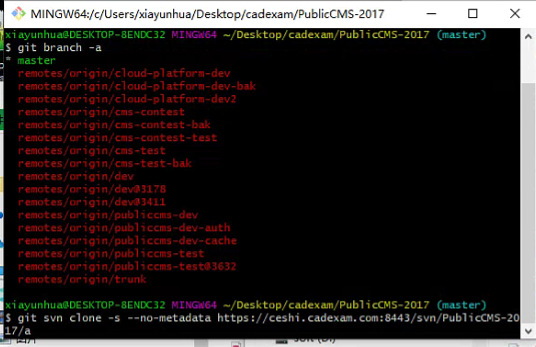 MINGW64:/c/Users/xiayunhua/Desktop/cadexam/PublicCMS-2017
xiayunhua@DESKTOP-8ENDC32 MINGW64 ~/Desktop/cadexam/PublicCMS-2017 (master)
$ git branch -a
* master
remotes/origin/cloud-platform-dev
remotes/origin/cloud-platform-dev-bak
remotes/origin/cloud-platform-dev2
remotes/origin/cms-contest
remotes/origin/cms-contest-bak
remotes/origin/cms-contest-test
remotes/origin/cms-test
remotes/origin/cms-test-bak
remotes/origin/dev
remotes/origin/dev@3178
remotes/origin/dev@3411
remotes/origin/publiccms-dev
remotes/origin/publiccms-dev-auth
remotes/origin/publiccms-dev-cache
remotes/origin/publiccms-test
remotes/origin/publiccms-test@3632
remotes/origin/trunk
xiayunhua@DESKTOP-8ENDC32 MINGW64 ~/Desktop/cadexam/PublicCMS-2017 (master)
$ git svn clone -s --no-metadata https://ceshi.cadexam.com:8443/svn/PublicCMS-20
17/a